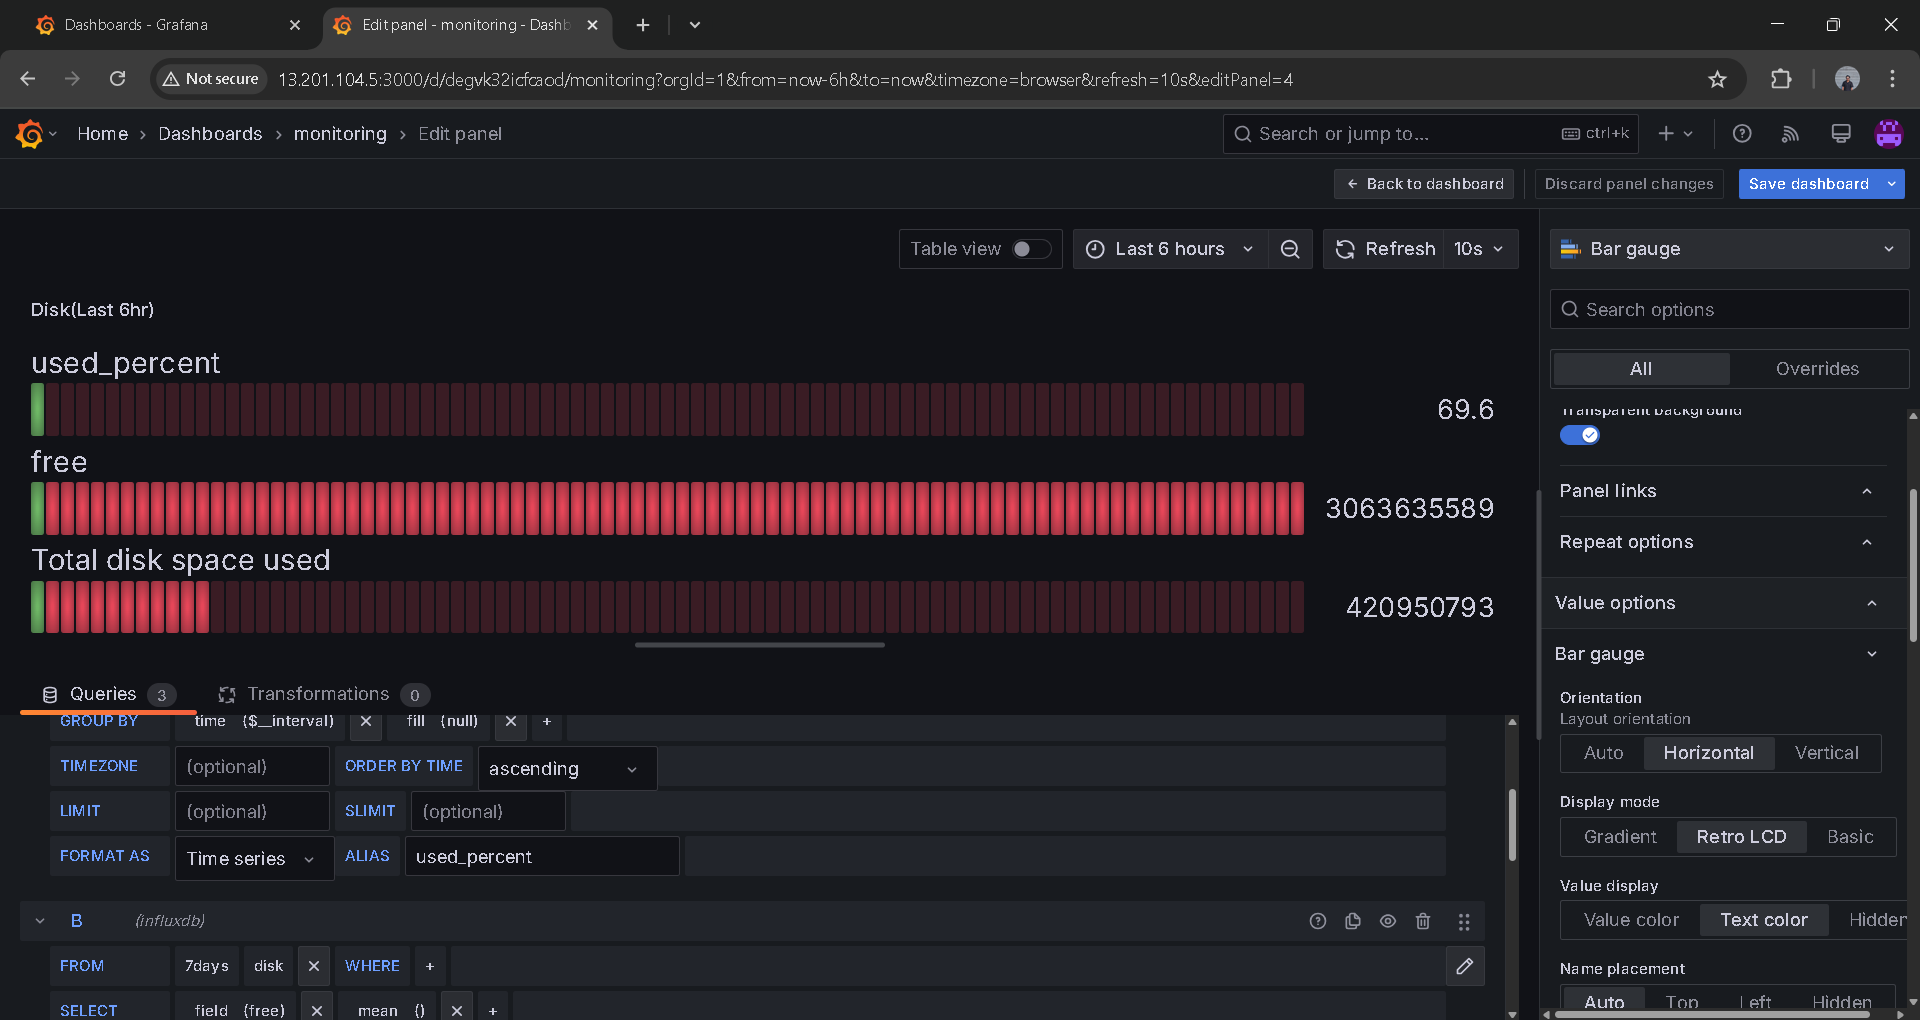 Dashboards - Grafana
Edit panel - monitoring - Dashb
Not secure
13.201.104.5:3000/d/degvk32icfcaod/monitoring?orgId=1&from=now-6h&to=now&timezone=browser&refresh=10s&editPanel=4
Home › Dashboards › monitoring › Edit panel
Search or jump to...
ctrl+k
Back to dashboard
Discard panel changes
Save dashboard
Table view
Last 6 hours
Refresh
10s
Bar gauge
Disk(Last 6hr)
Search options
All
Overrides
used_percent
69.6
free
3063635589
Total disk space used
420950793
Transparent background
Panel links
Repeat options
Value options
Bar gauge
Orientation
Layout orientation
Auto
Horizontal
Vertical
Display mode
Gradient
Retro LCD
Basic
Value display
Value color
Text color
Hidden
Name placement
Auto
Top
Left
Hidden
Queries 3
Transformations 0
GROUP BY time ($__interval) fill (null) +
TIMEZONE (optional) ORDER BY TIME ascending
LIMIT (optional) SLIMIT (optional)
FORMAT AS Time series ALIAS used_percent
B (influxdb)
FROM 7days disk WHERE +
SELECT field (free) mean () +